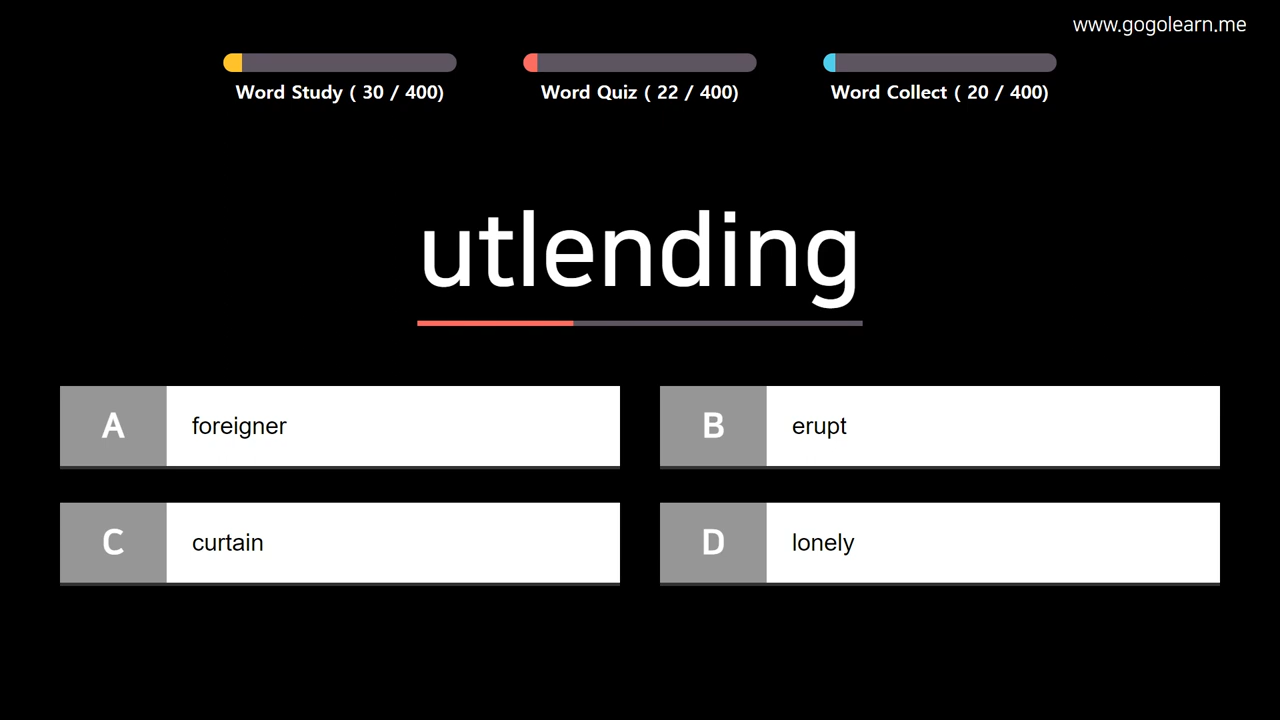 www.gogolearn.me
Word Study ( 30 / 400)
Word Quiz ( 22 / 400)
Word Collect ( 20 / 400)
utlending
A foreigner
B erupt
C curtain
D lonely